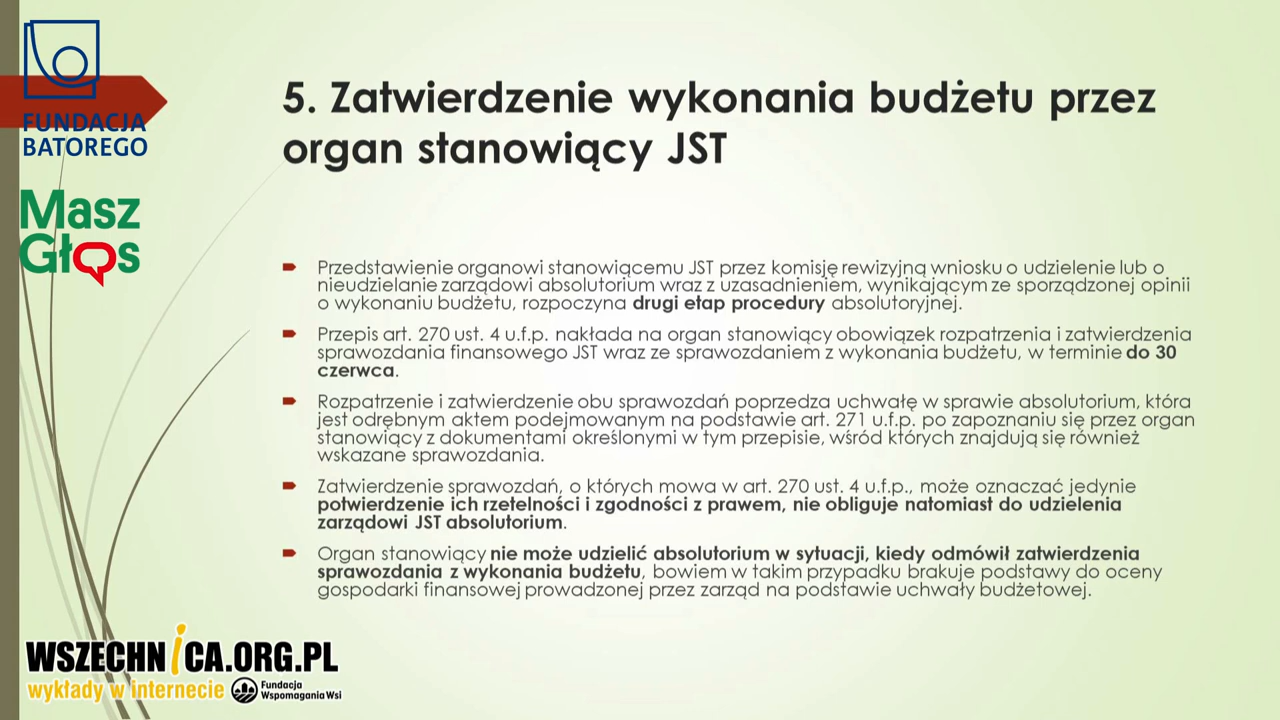 FUNDACJA
BATOREGO
Masz
Głos
5. Zatwierdzenie wykonania budżetu przez
organ stanowiący JST
Przedstawienie organowi stanowiącemu JST przez komisję rewizyjną wniosku o udzielenie lub o
nieudzielanie zarządowi absolutorium wraz z uzasadnieniem, wynikającym ze sporządzonej opinii
o wykonaniu budżetu, rozpoczyna drugi etap procedury absolutoryjnej.
Przepis art. 270 ust. 4 u.f.p. nakłada na organ stanowiący obowiązek rozpatrzenia i zatwierdzenia
sprawozdania finansowego JST wraz ze sprawozdaniem z wykonania budżetu, w terminie do 30
czerwca.
Rozpatrzenie i zatwierdzenie obu sprawozdań poprzedza uchwałę w sprawie absolutorium, która
jest odrębnym aktem podejmowanym na podstawie art. 271 u.f.p. po zapoznaniu się przez organ
stanowiący z dokumentami określonymi w tym przepisie, wśród których znajdują się również
wskazane sprawozdania.
Zatwierdzenie sprawozdań, o których mowa w art. 270 ust. 4 u.f.p., może oznaczać jedynie
potwierdzenie ich rzetelności i zgodności z prawem, nie obliguje natomiast do udzielenia
zarządowi JST absolutorium.
Organ stanowiący nie może udzielić absolutorium w sytuacji, kiedy odmówił zatwierdzenia
sprawozdania z wykonania budżetu, bowiem w takim przypadku brakuje podstawy do oceny
gospodarki finansowej prowadzonej przez zarząd na podstawie uchwały budżetowej.
WSZECHNICA.ORG.PL
wykłady w internecie
Fundacja
Wspomagania Wsi